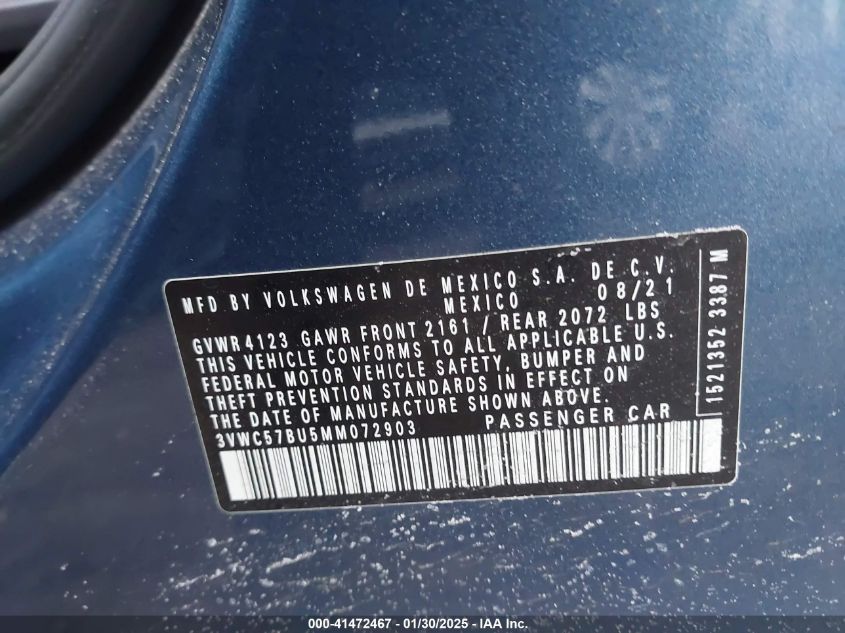 MFD BY VOLKSWAGEN DE MEXICO S.A. DE C.V.
MEXICO 08/21
GVWR 4123 GAWR FRONT 2161 / REAR 2072 LBS
THIS VEHICLE CONFORMS TO ALL APPLICABLE U.S.
FEDERAL MOTOR VEHICLE SAFETY, BUMPER AND
THEFT PREVENTION STANDARDS IN EFFECT ON
THE DATE OF MANUFACTURE SHOWN ABOVE.
3VWC57BU5MM072903 PASSENGER CAR
1521352 3387 M
000-41472467 - 01/30/2025 - IAA Inc.